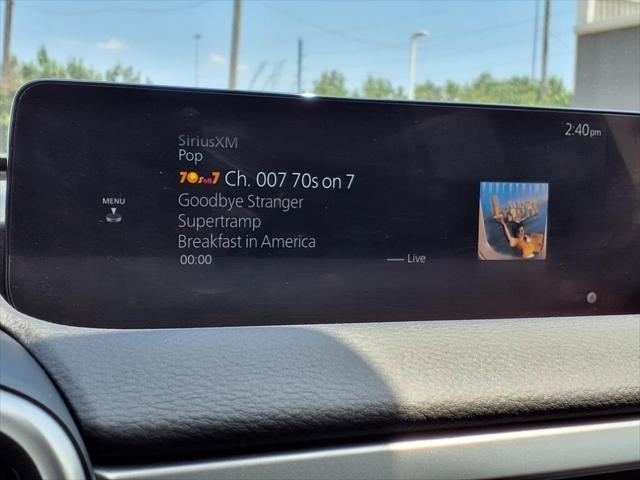 2:40pm
SiriusXM
Pop
70s on 7 Ch. 007 70s on 7
MENU
Goodbye Stranger
Supertramp
Breakfast in America
00:00
Live